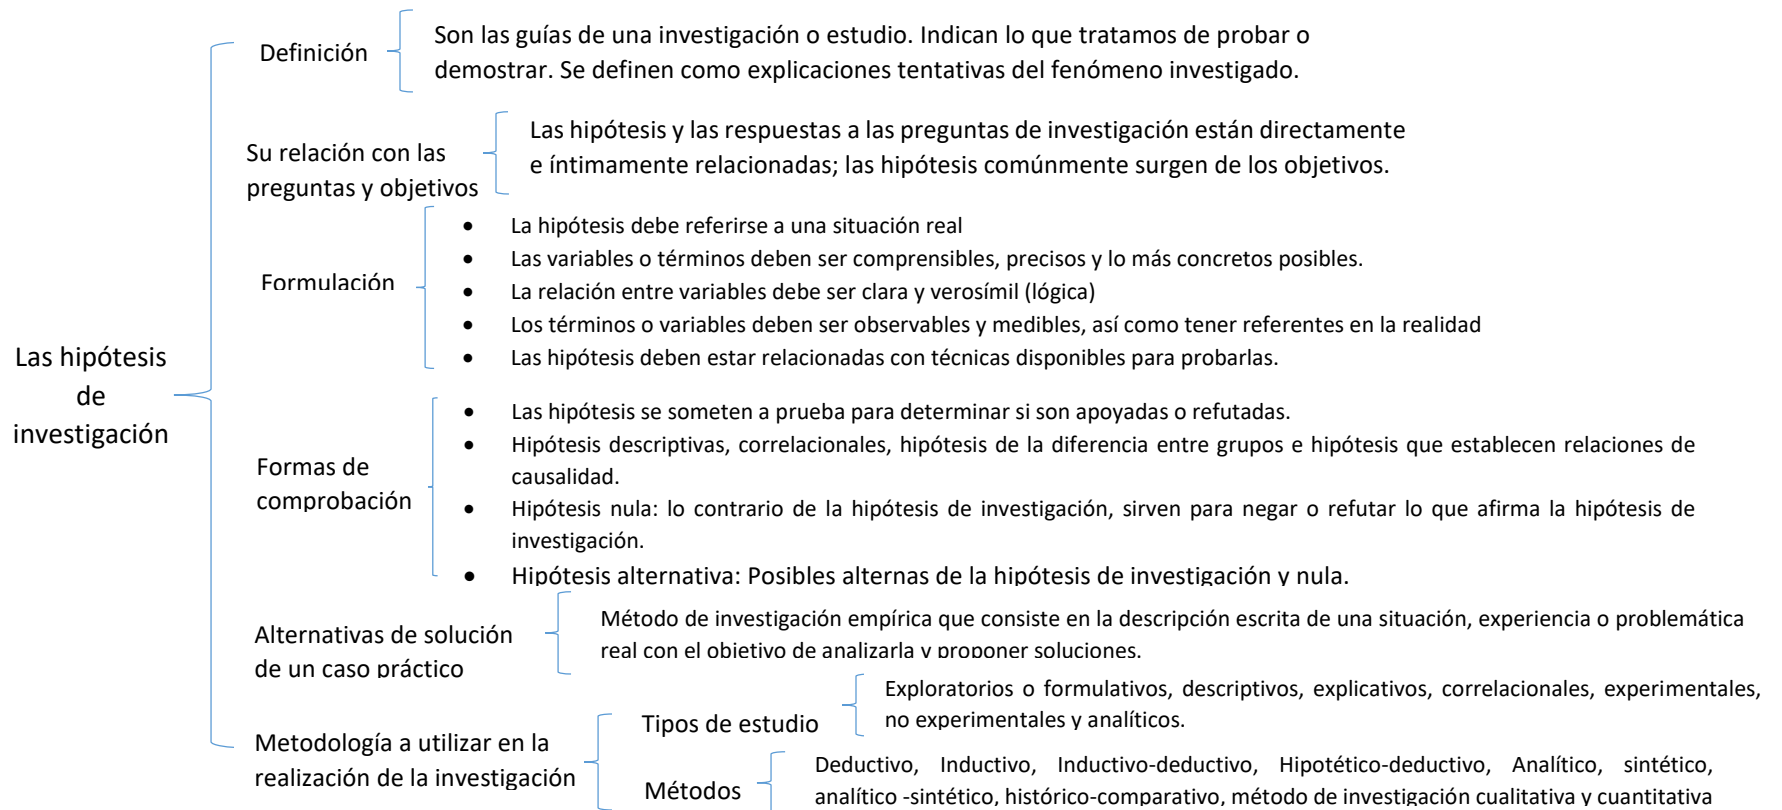 Las hipótesis
de
investigación
Definición
Son las guías de una investigación o estudio. Indican lo que tratamos de probar o
demostrar. Se definen como explicaciones tentativas del fenómeno investigado.
Su relación con las
preguntas y objetivos
Las hipótesis y las respuestas a las preguntas de investigación están directamente
e íntimamente relacionadas; las hipótesis comúnmente surgen de los objetivos.
Formulación
• La hipótesis debe referirse a una situación real
• Las variables o términos deben ser comprensibles, precisos y lo más concretos posibles.
• La relación entre variables debe ser clara y verosímil (lógica)
• Los términos o variables deben ser observables y medibles, así como tener referentes en la realidad
• Las hipótesis deben estar relacionadas con técnicas disponibles para probarlas.
Formas de
comprobación
• Las hipótesis se someten a prueba para determinar si son apoyadas o refutadas.
• Hipótesis descriptivas, correlacionales, hipótesis de la diferencia entre grupos e hipótesis que establecen relaciones de
causalidad.
• Hipótesis nula: lo contrario de la hipótesis de investigación, sirven para negar o refutar lo que afirma la hipótesis de
investigación.
• Hipótesis alternativa: Posibles alternas de la hipótesis de investigación y nula.
Alternativas de solución
de un caso práctico
Método de investigación empírica que consiste en la descripción escrita de una situación, experiencia o problemática
real con el objetivo de analizarla y proponer soluciones.
Metodología a utilizar en la
realización de la investigación
Tipos de estudio
Exploratorios o formulativos, descriptivos, explicativos, correlacionales, experimentales,
no experimentales y analíticos.
Métodos
Deductivo, Inductivo, Inductivo-deductivo, Hipotético-deductivo, Analítico, sintético,
analítico -sintético, histórico-comparativo, método de investigación cualitativa y cuantitativa